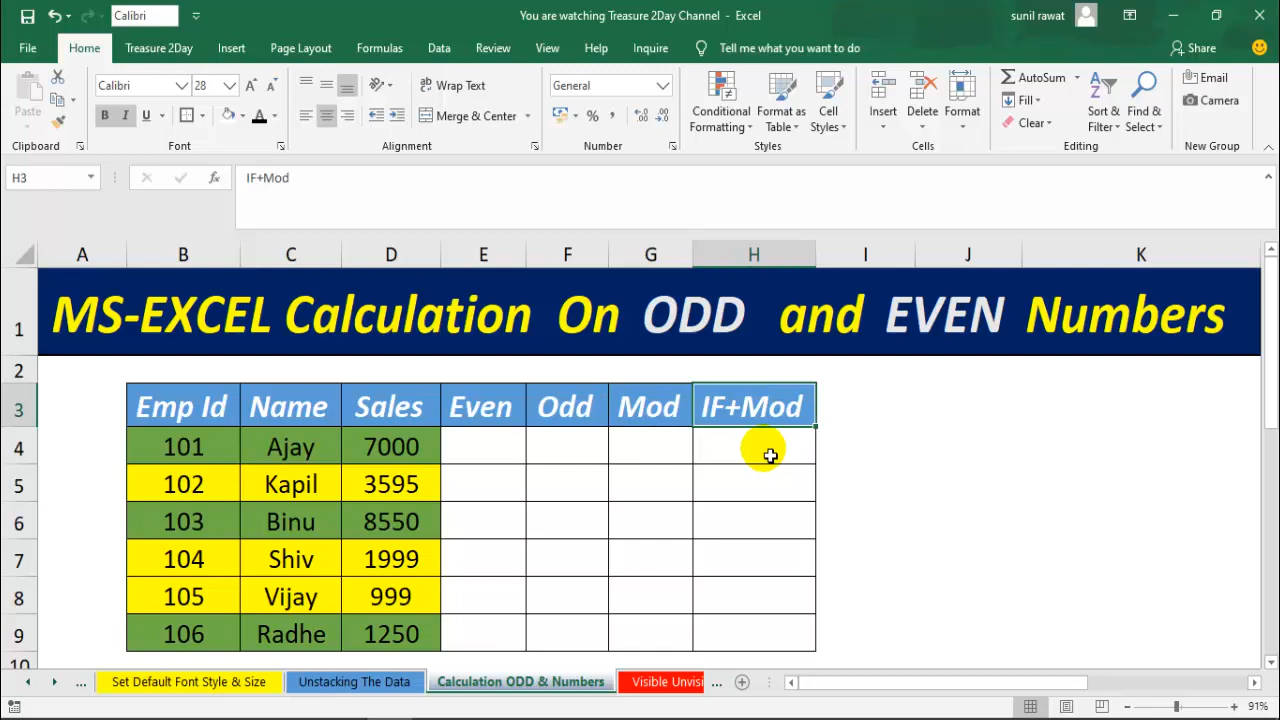 Calibri
You are watching Treasure 2Day Channel - Excel
sunil rawat
File Home Treasure 2Day Insert Page Layout Formulas Data Review View Help Inquire Tell me what you want to do Share
Paste
Clipboard
Calibri 28
B I U A
Font
ab Wrap Text
Merge & Center
Alignment
General
% ,
Number
Conditional Formatting
Format as Table
Cell Styles
Styles
Insert Delete Format
Cells
AutoSum
Fill
Clear
Sort & Filter
Find & Select
Editing
Email
Camera
New Group
H3 fx IF+Mod
A B C D E F G H I J K
1 MS-EXCEL Calculation On ODD and EVEN Numbers
2
3 Emp Id Name Sales Even Odd Mod IF+Mod
4 101 Ajay 7000
5 102 Kapil 3595
6 103 Binu 8550
7 104 Shiv 1999
8 105 Vijay 999
9 106 Radhe 1250
10
... Set Default Font Style & Size Unstacking The Data Calculation ODD & Numbers Visible Unvisi ...
91%